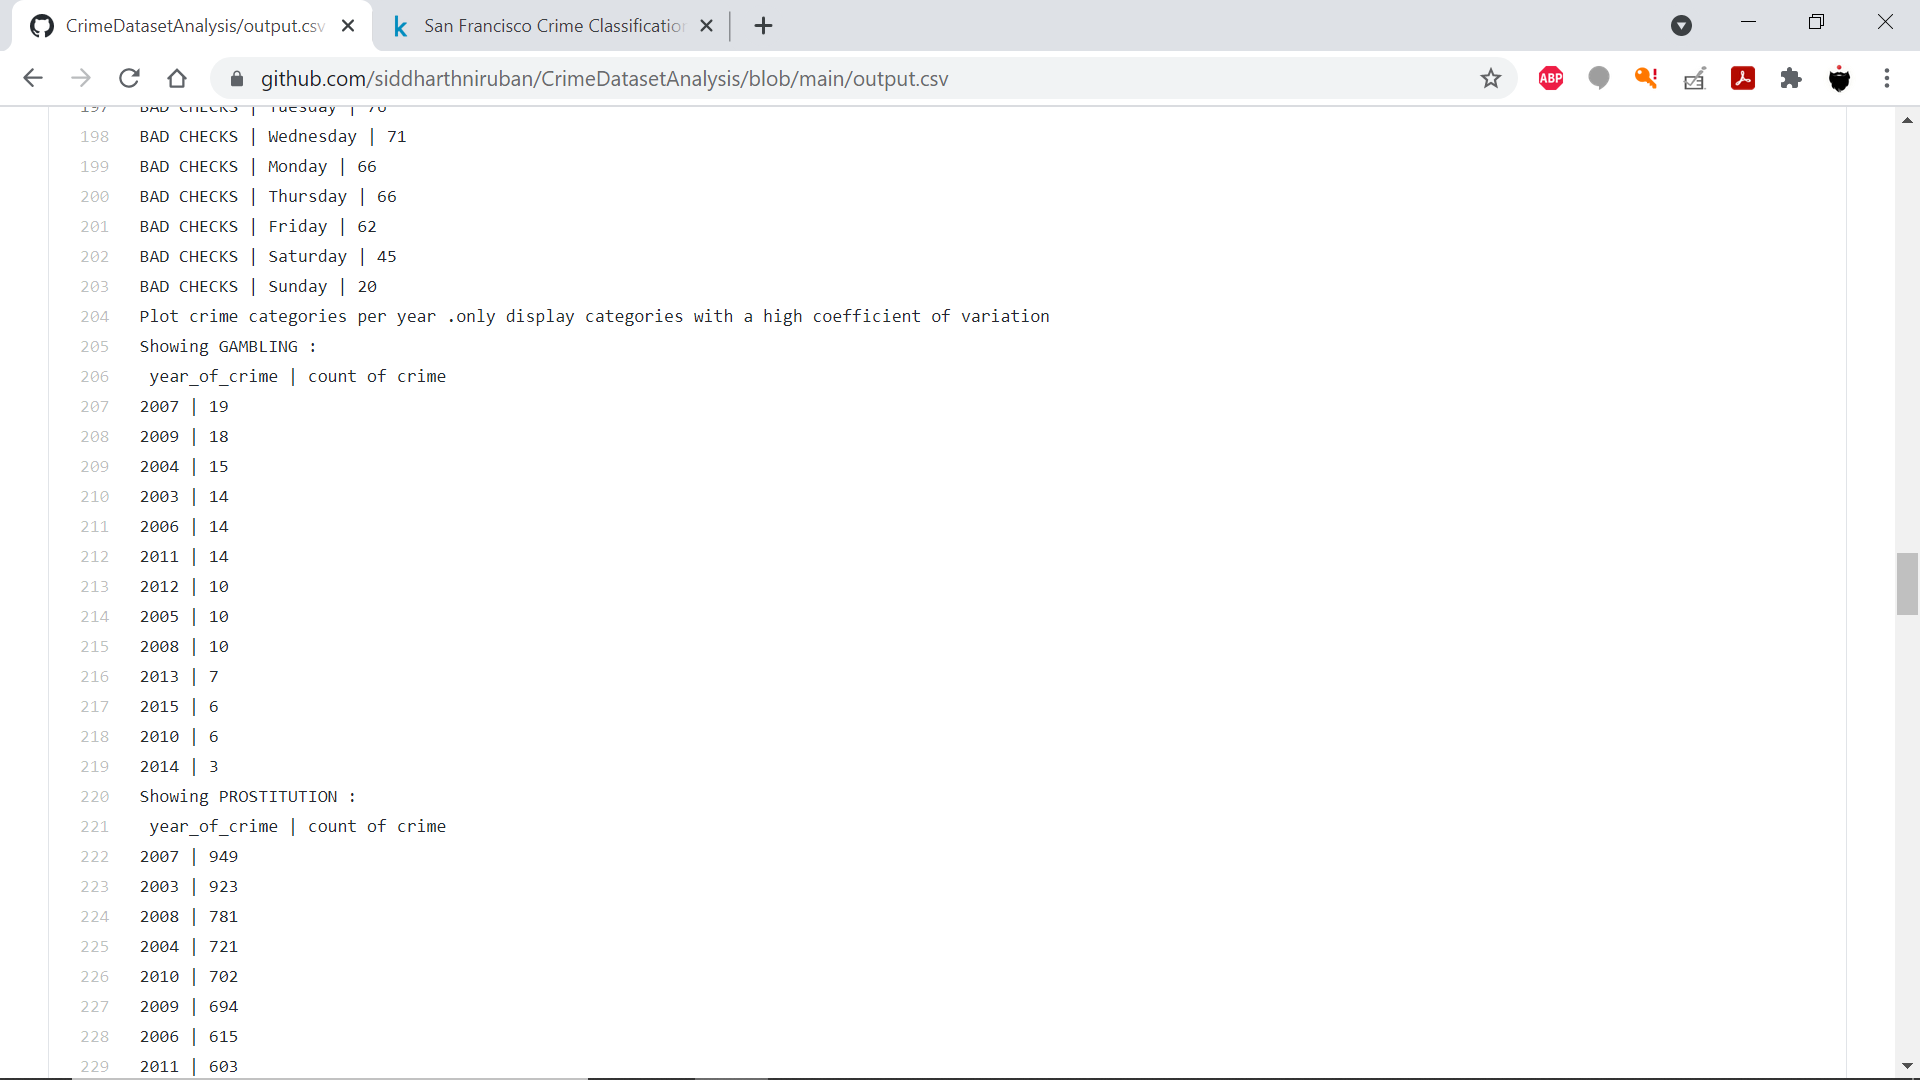 CrimeDatasetAnalysis/output.csv
San Francisco Crime Classification
github.com/siddharthniruban/CrimeDatasetAnalysis/blob/main/output.csv
ABP
197 BAD CHECKS | Tuesday | 76
198 BAD CHECKS | Wednesday | 71
199 BAD CHECKS | Monday | 66
200 BAD CHECKS | Thursday | 66
201 BAD CHECKS | Friday | 62
202 BAD CHECKS | Saturday | 45
203 BAD CHECKS | Sunday | 20
204 Plot crime categories per year .only display categories with a high coefficient of variation
205 Showing GAMBLING :
206 year_of_crime | count of crime
207 2007 | 19
208 2009 | 18
209 2004 | 15
210 2003 | 14
211 2006 | 14
212 2011 | 14
213 2012 | 10
214 2005 | 10
215 2008 | 10
216 2013 | 7
217 2015 | 6
218 2010 | 6
219 2014 | 3
220 Showing PROSTITUTION :
221 year_of_crime | count of crime
222 2007 | 949
223 2003 | 923
224 2008 | 781
225 2004 | 721
226 2010 | 702
227 2009 | 694
228 2006 | 615
229 2011 | 603